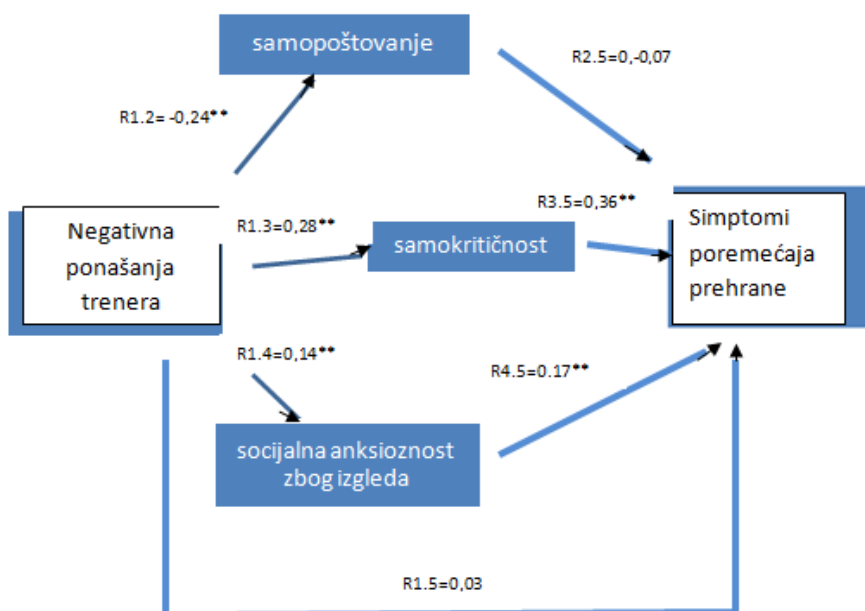 samopoštovanje
R2.5=0,-0,07
R1.2= -0,24**
R1.3=0,28**
R3.5=0,36**
Negativna
ponašanja
trenera
samokritičnost
Simptomi
poremećaja
prehrane
R1.4=0,14**
R4.5=0.17**
socijalna anksioznost
zbog izgleda
R1.5=0,03